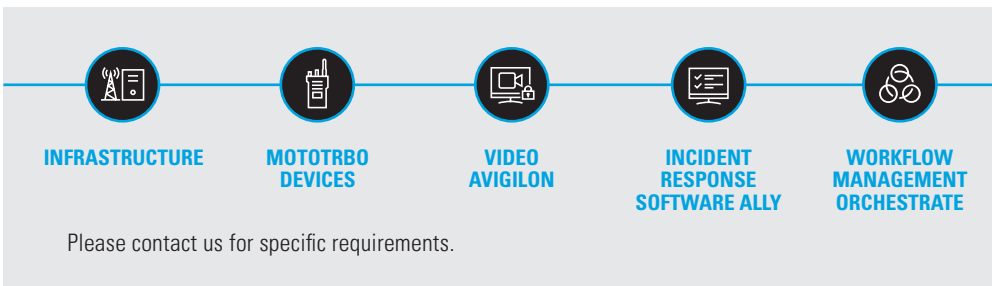 INFRASTRUCTURE
MOTOTRBO
DEVICES
VIDEO
AVIGILON
INCIDENT
RESPONSE
SOFTWARE ALLY
WORKFLOW
MANAGEMENT
ORCHESTRATE
Please contact us for specific requirements.